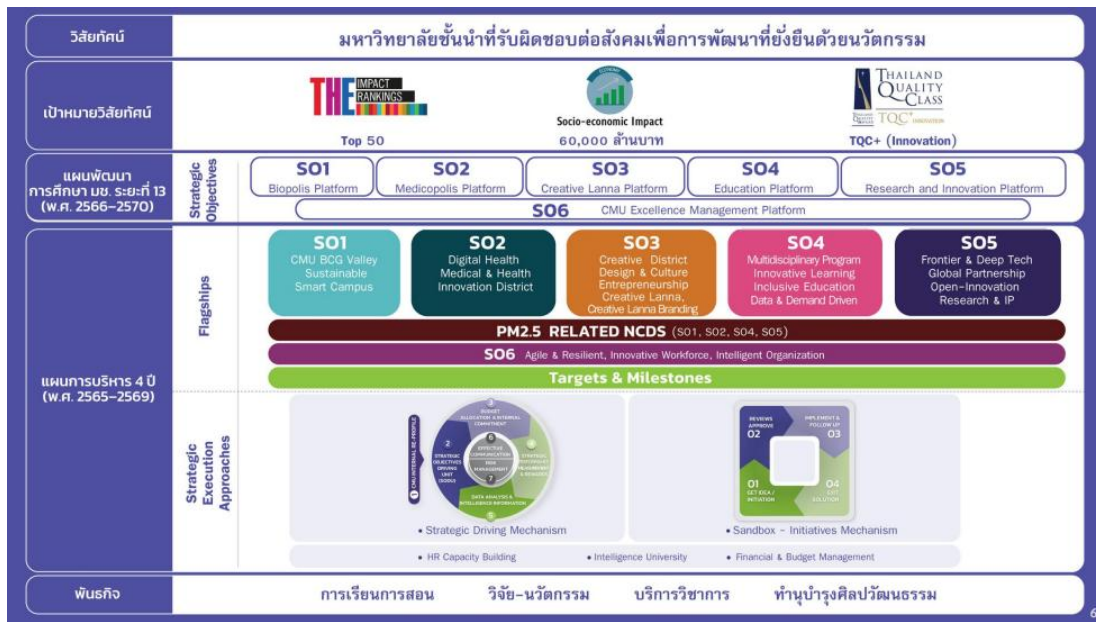 วิสัยทัศน์
มหาวิทยาลัยชั้นนำที่รับผิดชอบต่อสังคมเพื่อการพัฒนาที่ยั่งยืนด้วยนวัตกรรม
เป้าหมายวิสัยทัศน์
THE IMPACT
RANKINGS
Top 50
ECONOMY
Socio-economic Impact
60,000 ล้านบาท
THAILAND
QUALITY
CLASS
TQC+ INNOVATION
TQC+ (Innovation)
แผนพัฒนา
การศึกษา มช. ระยะที่ 13
(พ.ศ. 2566–2570)
Strategic
Objectives
SO1
Biopolis Platform
SO2
Medicopolis Platform
SO3
Creative Lanna Platform
SO4
Education Platform
SO5
Research and Innovation Platform
SO6 CMU Excellence Management Platform
แผนการบริหาร 4 ปี
(พ.ศ. 2565–2569)
Flagships
SO1
CMU BCG Valley
Sustainable
Smart Campus
SO2
Digital Health
Medical & Health
Innovation District
SO3
Creative District
Design & Culture
Entrepreneurship
Creative Lanna,
Creative Lanna Branding
SO4
Multidisciplinary Program
Innovative Learning
Inclusive Education
Data & Demand Driven
SO5
Frontier & Deep Tech
Global Partnership
Open-Innovation
Research & IP
PM2.5 RELATED NCDS (SO1, SO2, SO4, SO5)
SO6 Agile & Resilient, Innovative Workforce, Intelligent Organization
Targets & Milestones
Strategic
Execution
Approaches
1 CMU INTERNAL RE-PROFILE
3
BUDGET
ALLOCATION & INTERNAL
COMMITMENT
2
STRATEGIC
OBJECTIVES
DRIVING
UNIT
(SODU)
6
EFFECTIVE
COMMUNICATION
RISK
MANAGEMENT
7
4
STRATEGIC
PERFORMANCE
MEASUREMENT
& REWARD
DATA ANALYSIS &
INTELLIGENCE INFORMATION
5
• Strategic Driving Mechanism
REVIEWS
APPROVE
02
IMPLEMENT &
FOLLOW UP
03
01
GET IDEA /
INITIATION
04
EXIT
SOLUTION
• Sandbox – Initiatives Mechanism
• HR Capacity Building
• Intelligence University
• Financial & Budget Management
พันธกิจ
การเรียนการสอน
วิจัย-นวัตกรรม
บริการวิชาการ
ทำนุบำรุงศิลปวัฒนธรรม
6